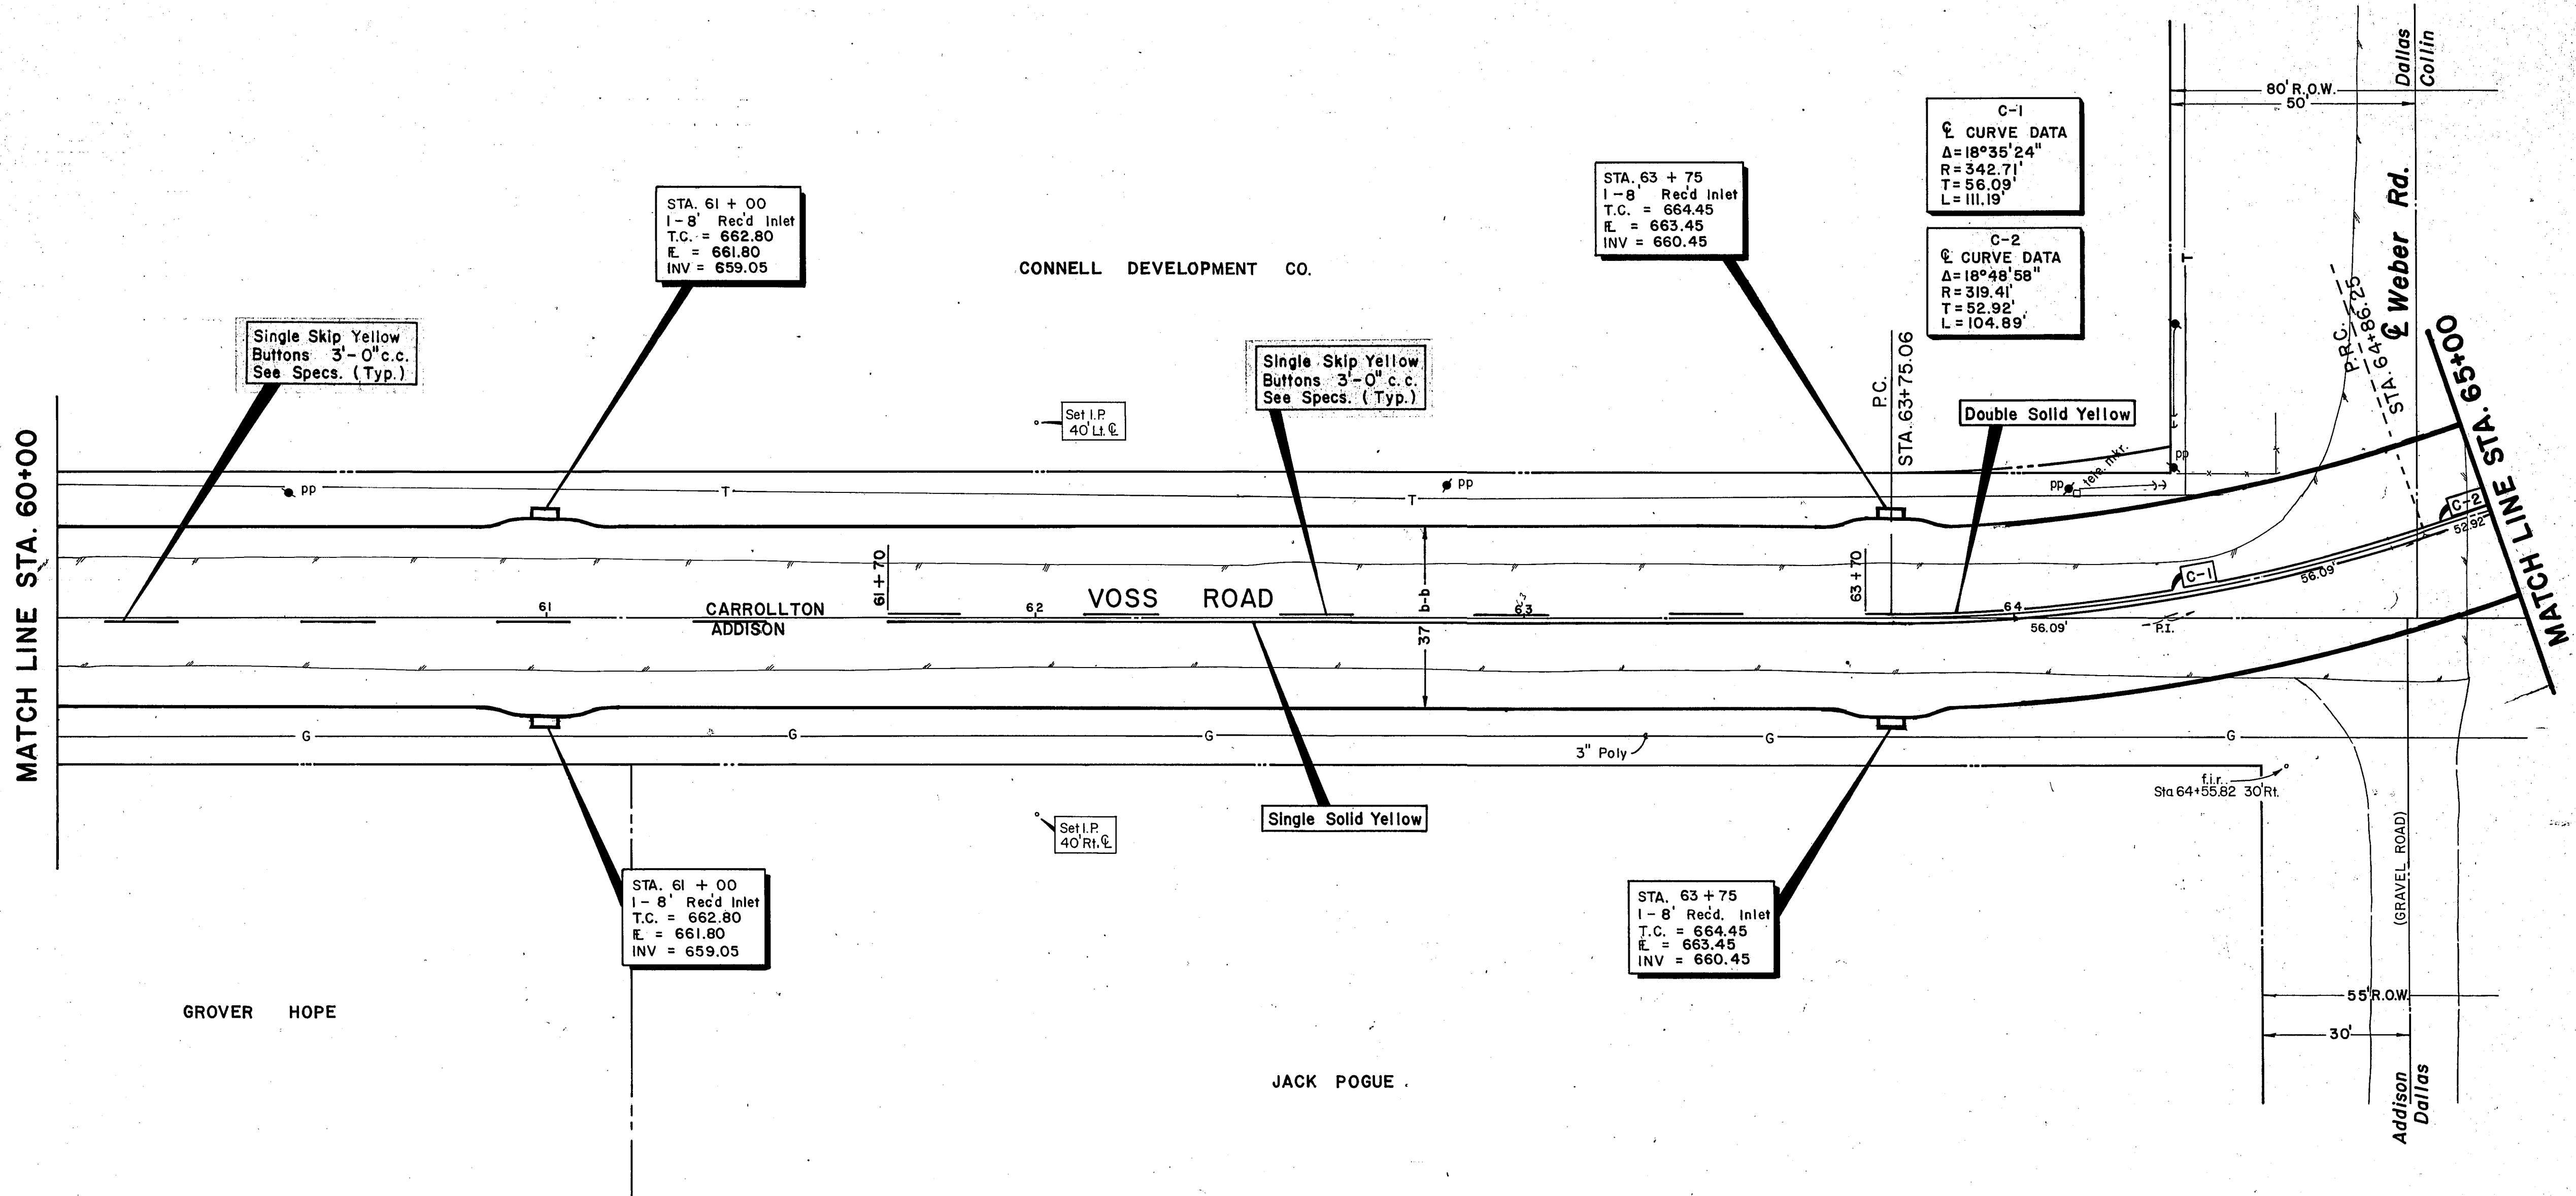 MATCH LINE STA. 60+00
Single Skip Yellow
Buttons 3'-0" c.c.
See Specs. (Typ.)
STA. 61 + 00
1-8' Rec'd Inlet
T.C. = 662.80
FL = 661.80
INV = 659.05
CONNELL DEVELOPMENT CO.
Set I.P.
40' Lt. ℄
Single Skip Yellow
Buttons 3'-0" c.c.
See Specs. (Typ.)
STA. 63 + 75
1-8' Rec'd Inlet
T.C. = 664.45
FL = 663.45
INV = 660.45
C-1
℄ CURVE DATA
Δ=18°35'24"
R=342.71'
T=56.09'
L=111.19'
C-2
℄ CURVE DATA
Δ=18°48'58"
R=319.41'
T=52.92'
L=104.89'
P.C.
STA. 63+75.06
Double Solid Yellow
80' R.O.W.
50'
Dallas
Collin
℄ Weber Rd.
P.R.C.
STA. 64+86.25
MATCH LINE STA. 65+00
T
PP
T
PP
T
PP
tele. mkr.
PP
61+70
63+70
61
62
63
64
CARROLLTON
ADDISON
VOSS ROAD
37' b-b
C-1
C-2
56.09'
56.09'
52.92'
P.I.
G
G
G
G
G
3" Poly
f.i.r.
Sta 64+55.82 30' Rt.
Set I.P.
40' Rt. ℄
Single Solid Yellow
STA. 61 + 00
1-8' Rec'd Inlet
T.C. = 662.80
FL = 661.80
INV = 659.05
STA. 63 + 75
1-8' Rec'd. Inlet
T.C. = 664.45
FL = 663.45
INV = 660.45
GROVER HOPE
JACK POGUE
(GRAVEL ROAD)
55' R.O.W.
30'
Addison
Dallas